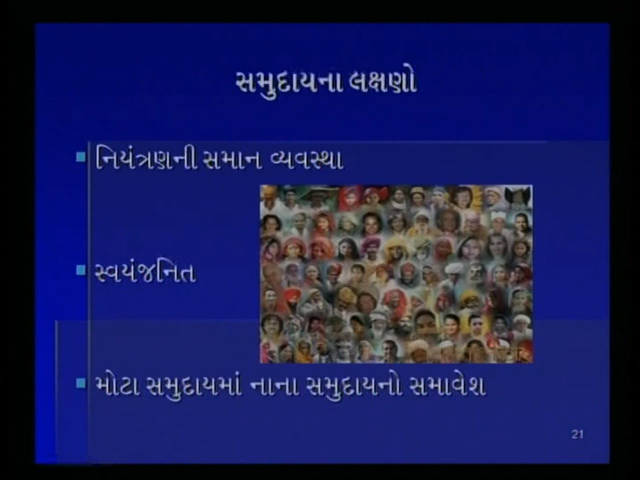 સમુદાયના લક્ષણો
નિયંત્રણની સમાન વ્યવસ્થા
સ્વયંજનિત
મોટા સમુદાયમાં નાના સમુદાયનો સમાવેશ
21